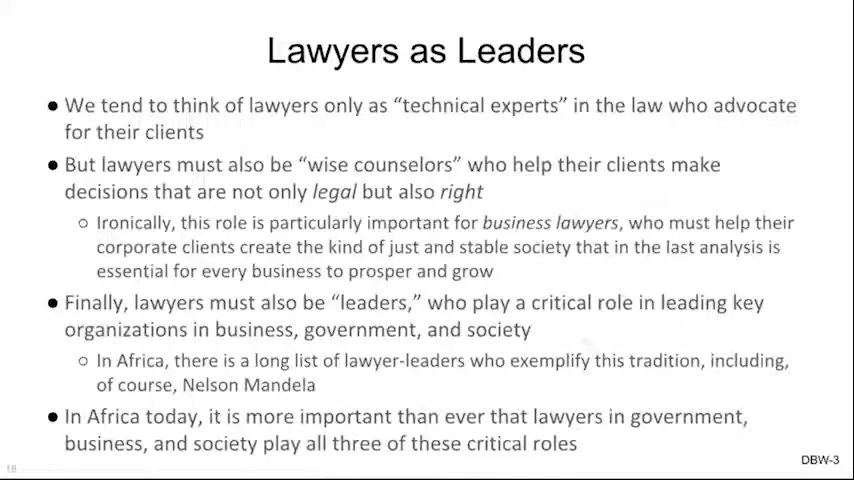 Lawyers as Leaders
● We tend to think of lawyers only as “technical experts” in the law who advocate
for their clients
● But lawyers must also be “wise counselors” who help their clients make
decisions that are not only legal but also right
○ Ironically, this role is particularly important for business lawyers, who must help their
corporate clients create the kind of just and stable society that in the last analysis is
essential for every business to prosper and grow
● Finally, lawyers must also be “leaders,” who play a critical role in leading key
organizations in business, government, and society
○ In Africa, there is a long list of lawyer-leaders who exemplify this tradition, including,
of course, Nelson Mandela
● In Africa today, it is more important than ever that lawyers in government,
business, and society play all three of these critical roles
DBW-3